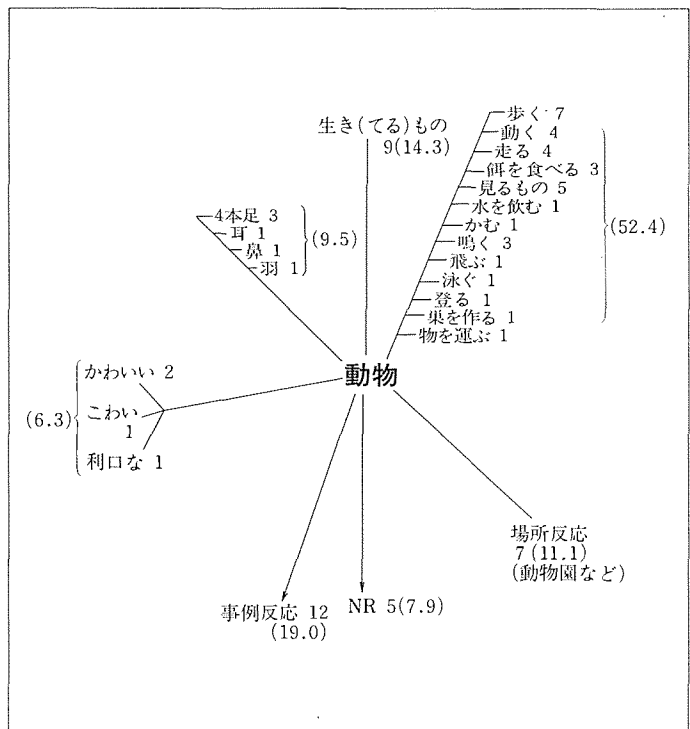 生き(てる)もの
9(14.3)
歩く 7
動く 4
走る 4
餌を食べる 3
見るもの 5
水を飲む 1
かむ 1
鳴く 3
飛ぶ 1
泳ぐ 1
登る 1
巣を作る 1
物を運ぶ 1
(52.4)
4本足 3
耳 1
鼻 1
羽 1
(9.5)
動物
かわいい 2
こわい
1
利口な 1
(6.3)
場所反応
7(11.1)
(動物園など)
事例反応 12
(19.0)
NR 5(7.9)